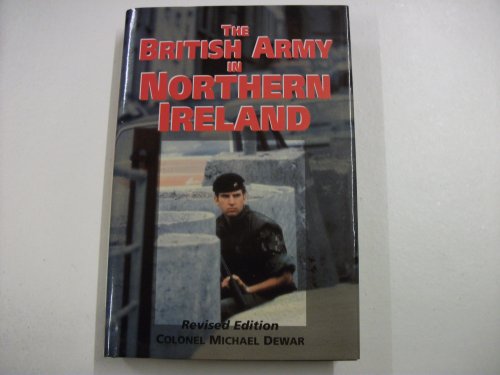 THE
BRITISH ARMY
IN
NORTHERN
IRELAND
Revised Edition
COLONEL MICHAEL DEWAR